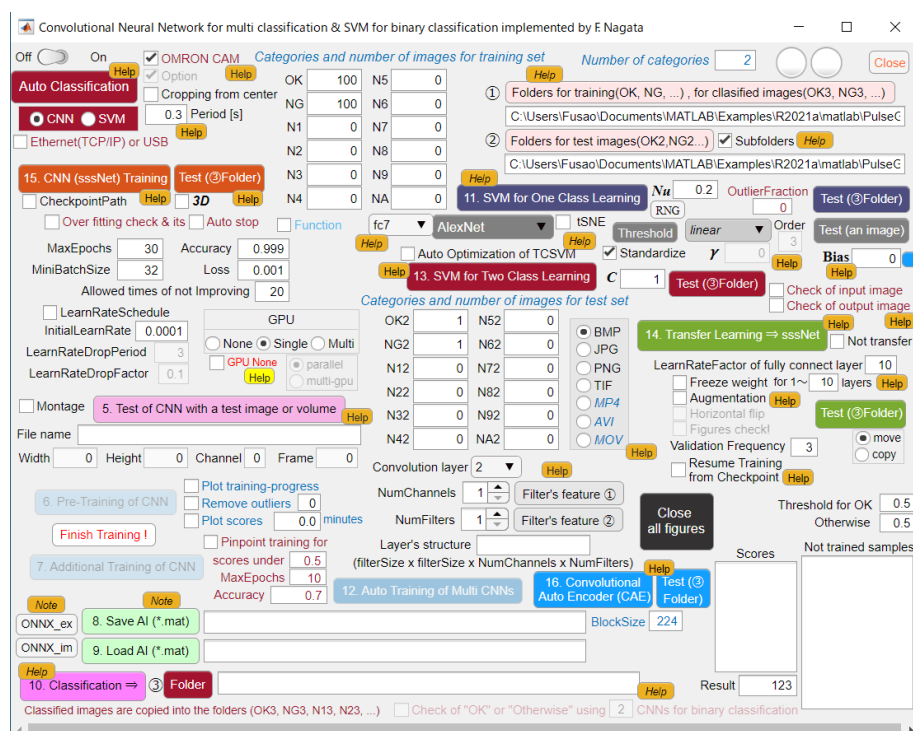 Convolutional Neural Network for multi classification & SVM for binary classification implemented by F. Nagata
Off On OMRON CAM Categories and number of images for training set Number of categories 2 Close
Help Option Help Help
Auto Classification Cropping from center OK 100 N5 0 ① Folders for training(OK, NG, ...) , for cllasified images(OK3, NG3, ...)
CNN SVM 0.3 Period [s] NG 100 N6 0 C:\Users\Fusao\Documents\MATLAB\Examples\R2021a\matlab\PulseG
Ethernet(TCP/IP) or USB Help N1 0 N7 0 ② Folders for test images(OK2,NG2...) Subfolders Help
N2 0 N8 0 C:\Users\Fusao\Documents\MATLAB\Examples\R2021a\matlab\PulseG
15. CNN (sssNet) Training Test (③Folder) N3 0 N9 0 Help
CheckpointPath Help 3D Help N4 0 NA 0 11. SVM for One Class Learning Nu 0.2 OutlierFraction Test (③Folder)
RNG 0
Over fitting check & its Auto stop Function fc7 AlexNet tSNE Threshold linear Order Test (an image)
Help Help 3
MaxEpochs 30 Accuracy 0.999 Auto Optimization of TCSVM Standardize γ 0 Help Bias 0
MiniBatchSize 32 Loss 0.001 Help 13. SVM for Two Class Learning C 1 Test (③Folder) Help
Allowed times of not Improving 20 Check of input image
Categories and number of images for test set Check of output image
LearnRateSchedule GPU OK2 1 N52 0 BMP Help Help
InitialLearnRate 0.0001 None Single Multi NG2 1 N62 0 JPG 14. Transfer Learning ⇒ sssNet Not transfer
LearnRateDropPeriod 3 GPU None parallel N12 0 N72 0 PNG LearnRateFactor of fully connect layer 10
LearnRateDropFactor 0.1 Help multi-gpu N22 0 N82 0 TIF Freeze weight for 1～ 10 layers Help
MP4 Augmentation Help
Montage 5. Test of CNN with a test image or volume Help N32 0 N92 0 AVI Horizontal flip Test (③Folder)
File name N42 0 NA2 0 MOV Figures check!
Help Validation Frequency 3 move
Width 0 Height 0 Channel 0 Frame 0 Convolution layer 2 Help Resume Training copy
from Checkpoint Help
6. Pre-Training of CNN Plot training-progress NumChannels 1 Filter's feature ①
Remove outliers 0 Close Threshold for OK 0.5
Finish Training ! Plot scores 0.0 minutes NumFilters 1 Filter's feature ② all figures Otherwise 0.5
Pinpoint training for Layer's structure Scores Not trained samples
7. Additional Training of CNN scores under 0.5 (filterSize x filterSize x NumChannels x NumFilters) Help
MaxEpochs 10 12. Auto Training of Multi CNNs 16. Convolutional Test (③
Accuracy 0.7 Auto Encoder (CAE) Folder)
Note Note
ONNX_ex 8. Save AI (*.mat) BlockSize 224
ONNX_im 9. Load AI (*.mat)
Help
10. Classification ⇒ ③ Folder Help Result 123
Classified images are copied into the folders (OK3, NG3, N13, N23, ...) Check of "OK" or "Otherwise" using 2 CNNs for binary classification